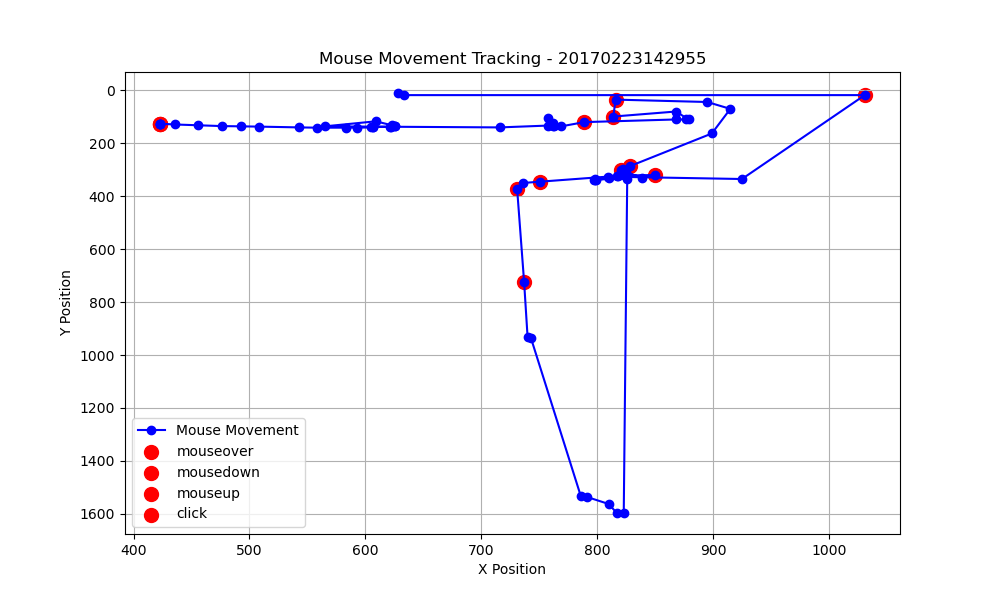 Mouse Movement Tracking - 20170223142955
0
200
400
600
800
1000
1200
1400
1600
Y Position
Mouse Movement
mouseover
mousedown
mouseup
click
400 500 600 700 800 900 1000
X Position